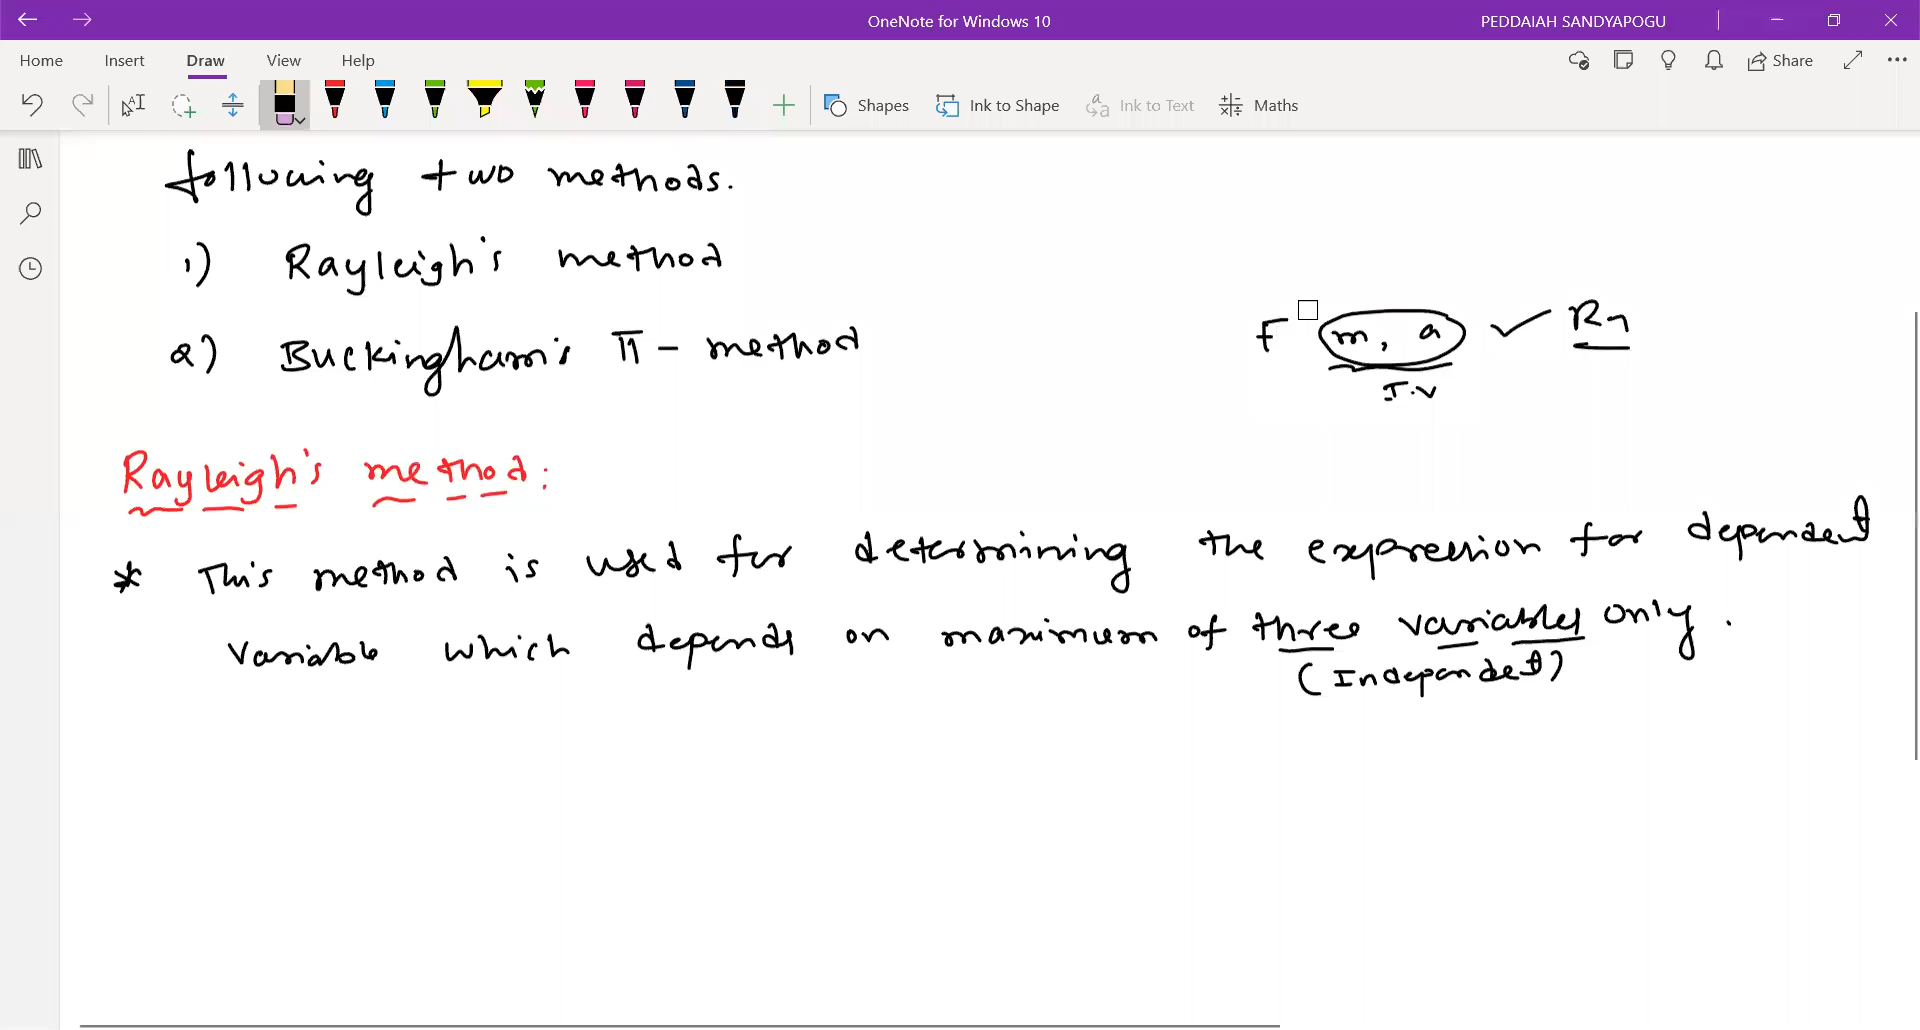 OneNote for Windows 10
PEDDAIAH SANDYAPOGU
Home Insert Draw View Help
Share
Shapes Ink to Shape Ink to Text Maths
following two methods.
1) Rayleigh's method
2) Buckingham's π - method
F m, a
I.V
Rayleigh's method:
* This method is used for determining the expression for dependent
variable which depends on maximum of three variables only.
(Independet)